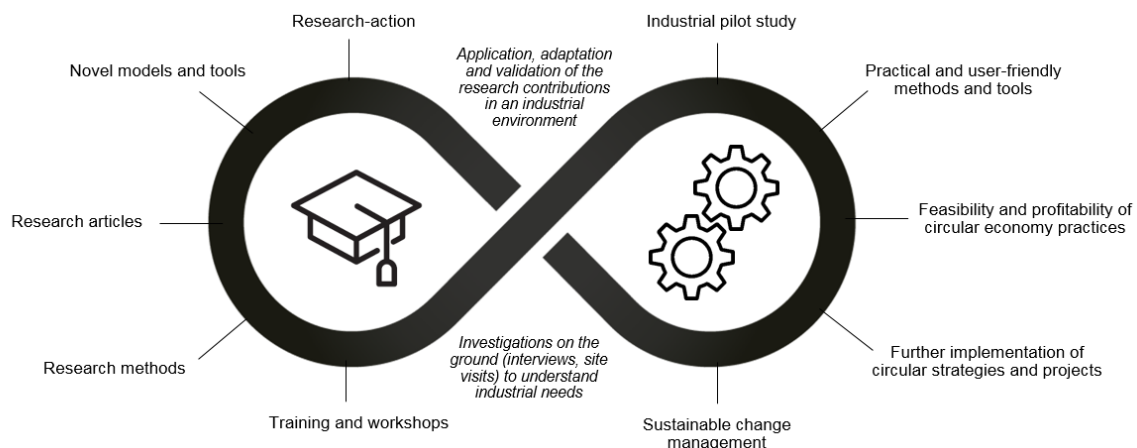 Research-action
Industrial pilot study
Novel models and tools
Application, adaptation
and validation of the
research contributions
in an industrial
environment
Practical and user-friendly
methods and tools
Research articles
Feasibility and profitability of
circular economy practices
Research methods
Investigations on the
ground (interviews, site
visits) to understand
industrial needs
Further implementation of
circular strategies and projects
Training and workshops
Sustainable change
management